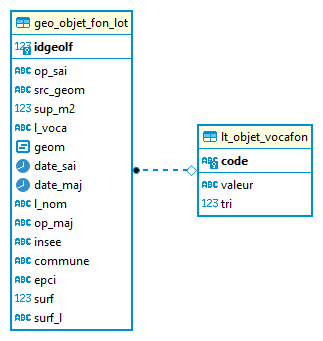 geo_objet_fon_lot
123 idgeolf
ABC op_sai
ABC src_geom
123 sup_m2
ABC l_voca
geom
date_sai
date_maj
ABC l_nom
ABC op_maj
ABC insee
ABC commune
ABC epci
123 surf
ABC surf_l
lt_objet_vocafon
ABC code
ABC valeur
123 tri